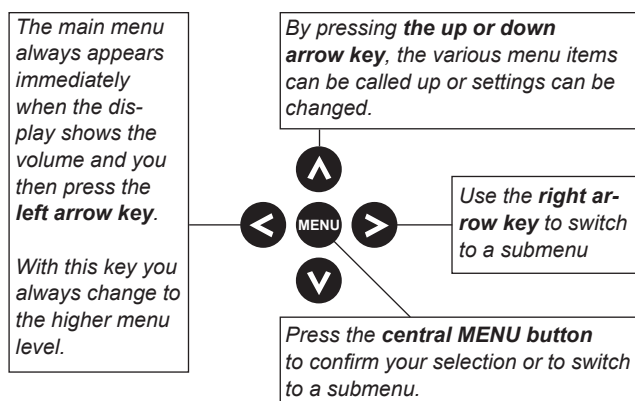 The main menu
always appears
immediately
when the dis-
play shows the
volume and you
then press the
left arrow key.
With this key you
always change to
the higher menu
level.
By pressing the up or down
arrow key, the various menu items
can be called up or settings can be
changed.
MENU
Use the right ar-
row key to switch
to a submenu
Press the central MENU button
to confirm your selection or to switch
to a submenu.